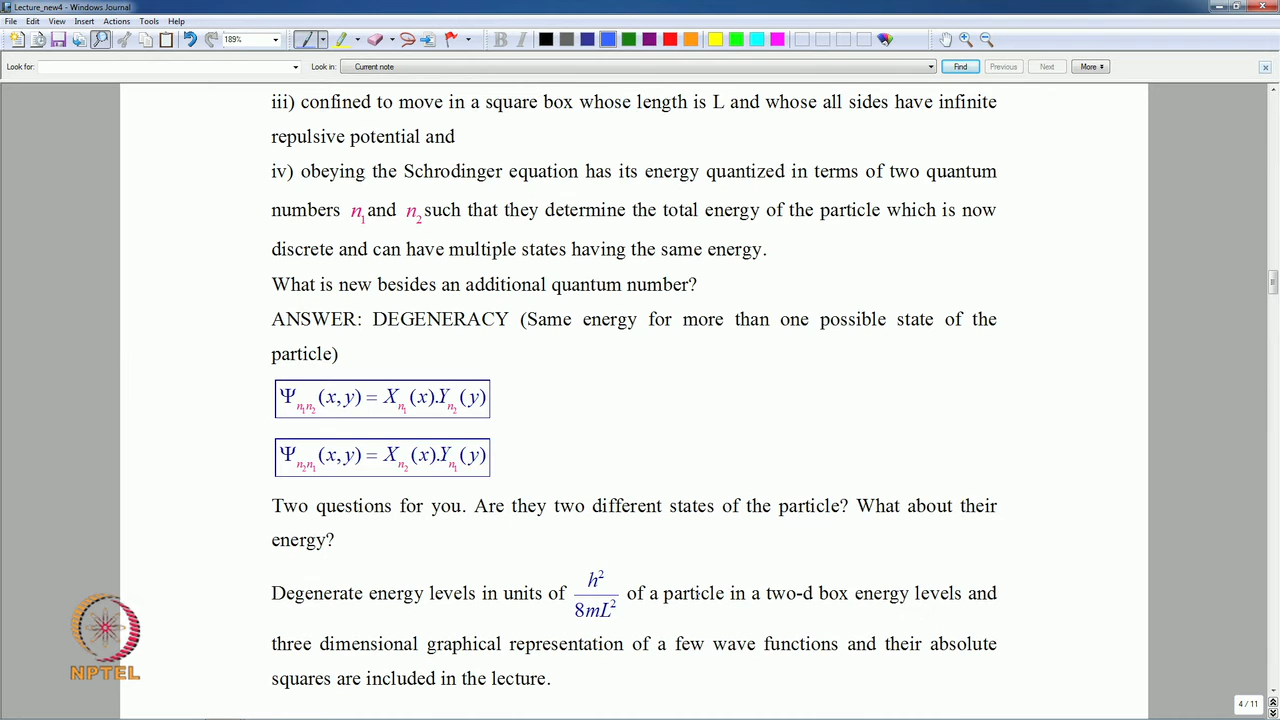 Lecture_new4 - Windows Journal
File Edit View Insert Actions Tools Help
189% B I
Look for: Look in: Current note Find Previous Next More
iii) confined to move in a square box whose length is L and whose all sides have infinite
repulsive potential and
iv) obeying the Schrodinger equation has its energy quantized in terms of two quantum
numbers n₁ and n₂ such that they determine the total energy of the particle which is now
discrete and can have multiple states having the same energy.
What is new besides an additional quantum number?
ANSWER: DEGENERACY (Same energy for more than one possible state of the
particle)
Ψn₁n₂ (x, y) = Xn₁ (x).Yn₂ (y)
Ψn₂n₁ (x, y) = Xn₂ (x).Yn₁ (y)
Two questions for you. Are they two different states of the particle? What about their
energy?
Degenerate energy levels in units of h²/8mL² of a particle in a two-d box energy levels and
three dimensional graphical representation of a few wave functions and their absolute
squares are included in the lecture.
NPTEL
4 / 11